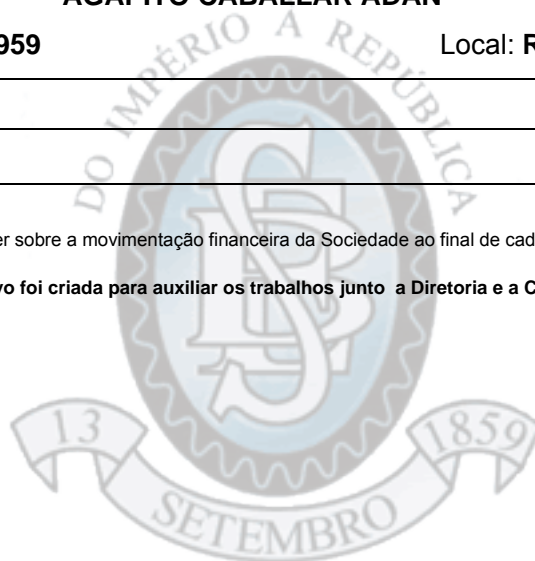 AGAPITO CABALLAR ADAN
959 Local: R
er sobre a movimentação financeira da Sociedade ao final de cad
vo foi criada para auxiliar os trabalhos junto a Diretoria e a C
DO IMPÉRIO A REPÚBLICA
SEB
13 1859
SETEMBRO